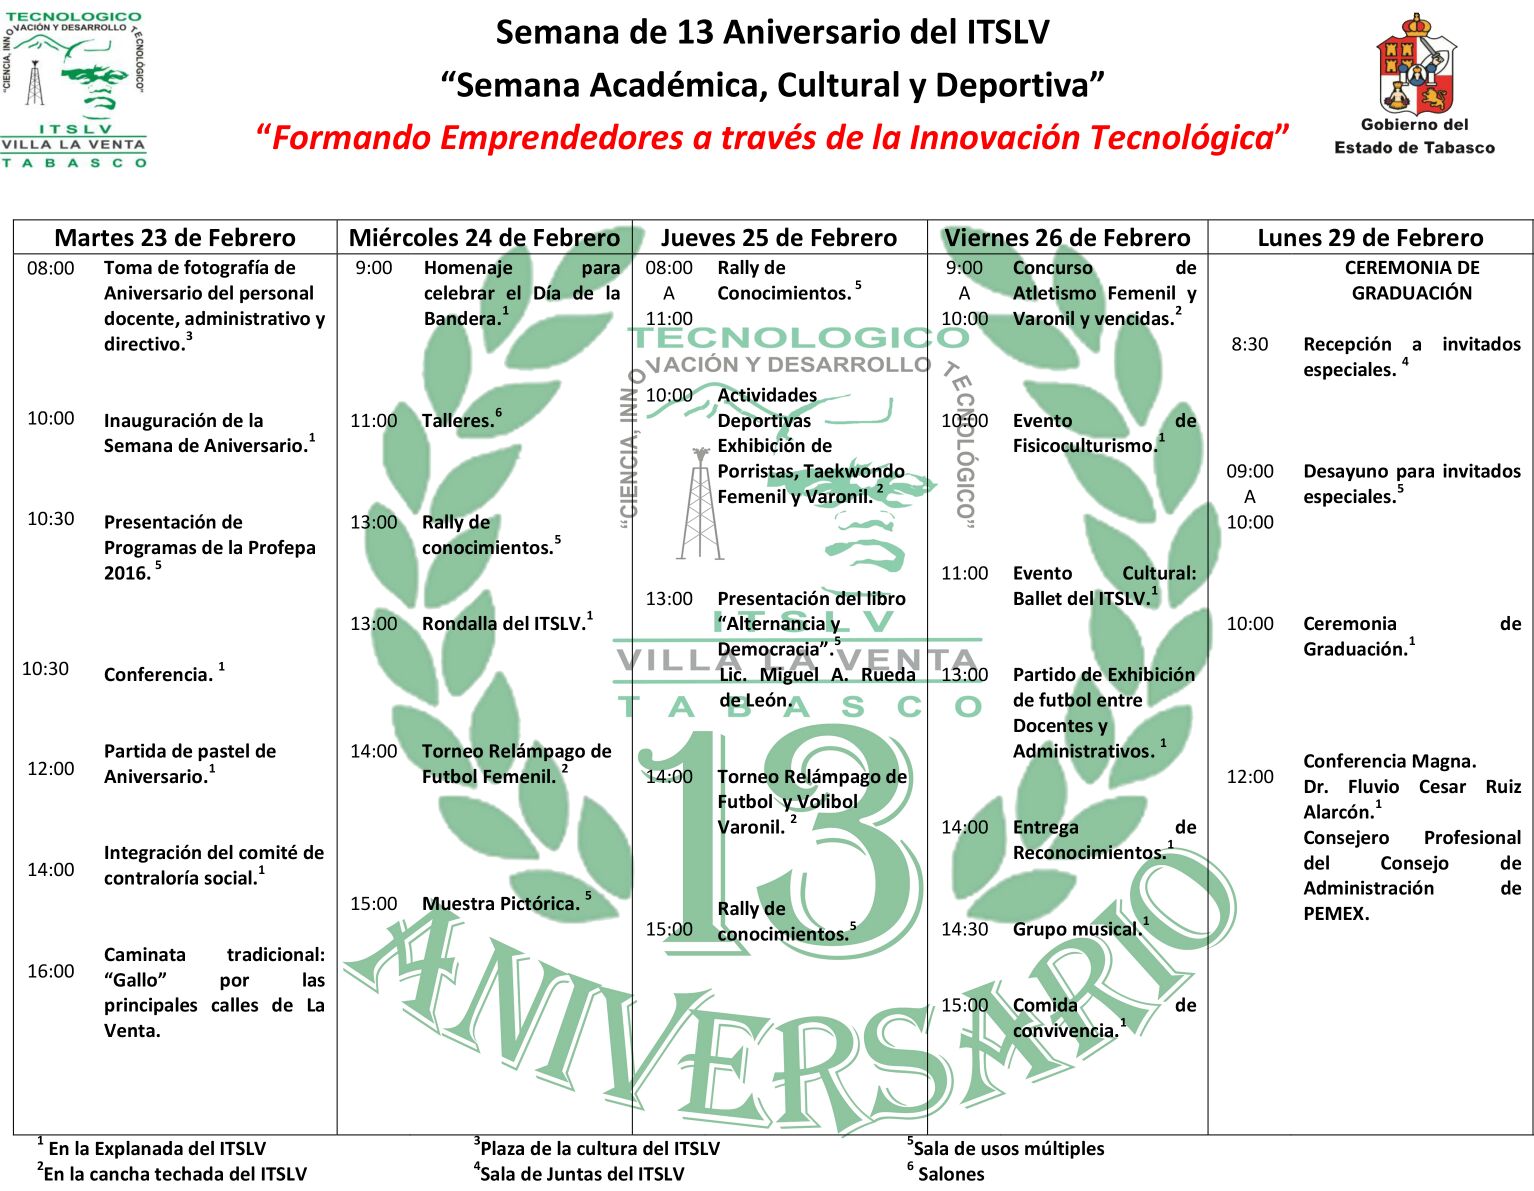 TECNOLOGICO
"CIENCIA, INNOVACIÓN Y DESARROLLO TECNOLÓGICO"
ITSLV
VILLA LA VENTA
TABASCO
Semana de 13 Aniversario del ITSLV
“Semana Académica, Cultural y Deportiva”
“Formando Emprendedores a través de la Innovación Tecnológica”
Gobierno del
Estado de Tabasco
Martes 23 de Febrero
08:00 Toma de fotografía de
Aniversario del personal
docente, administrativo y
directivo.3
10:00 Inauguración de la
Semana de Aniversario.1
10:30 Presentación de
Programas de la Profepa
2016. 5
10:30 Conferencia. 1
12:00 Partida de pastel de
Aniversario.1
14:00 Integración del comité de
contraloría social.1
16:00 Caminata tradicional:
“Gallo” por las
principales calles de La
Venta.
Miércoles 24 de Febrero
9:00 Homenaje para
celebrar el Día de la
Bandera.1
11:00 Talleres.6
13:00 Rally de
conocimientos.5
13:00 Rondalla del ITSLV.1
14:00 Torneo Relámpago de
Futbol Femenil. 2
15:00 Muestra Pictórica. 5
Jueves 25 de Febrero
08:00 Rally de
A Conocimientos. 5
11:00
10:00 Actividades
Deportivas
Exhibición de
Porristas, Taekwondo
Femenil y Varonil. 2
13:00 Presentación del libro
“Alternancia y
Democracia”. 5
Lic. Miguel A. Rueda
de León.
14:00 Torneo Relámpago de
Futbol y Volibol
Varonil. 2
15:00 Rally de
conocimientos.5
Viernes 26 de Febrero
9:00 Concurso de
A Atletismo Femenil y
10:00 Varonil y vencidas.2
10:00 Evento de
Fisicoculturismo.1
11:00 Evento Cultural:
Ballet del ITSLV.1
13:00 Partido de Exhibición
de futbol entre
Docentes y
Administrativos. 1
14:00 Entrega de
Reconocimientos.1
14:30 Grupo musical.1
15:00 Comida de
convivencia.1
Lunes 29 de Febrero
CEREMONIA DE
GRADUACIÓN
8:30 Recepción a invitados
especiales. 4
09:00 Desayuno para invitados
A especiales.5
10:00
10:00 Ceremonia de
Graduación.1
Conferencia Magna.
12:00 Dr. Fluvio Cesar Ruiz
Alarcón.1
Consejero Profesional
del Consejo de
Administración de
PEMEX.
TECNOLOGICO
"CIENCIA, INNOVACIÓN Y DESARROLLO TECNOLÓGICO"
ITSLV
VILLA LA VENTA
TABASCO
13
ANIVERSARIO
1 En la Explanada del ITSLV
3Plaza de la cultura del ITSLV
5Sala de usos múltiples
2En la cancha techada del ITSLV
4Sala de Juntas del ITSLV
6 Salones